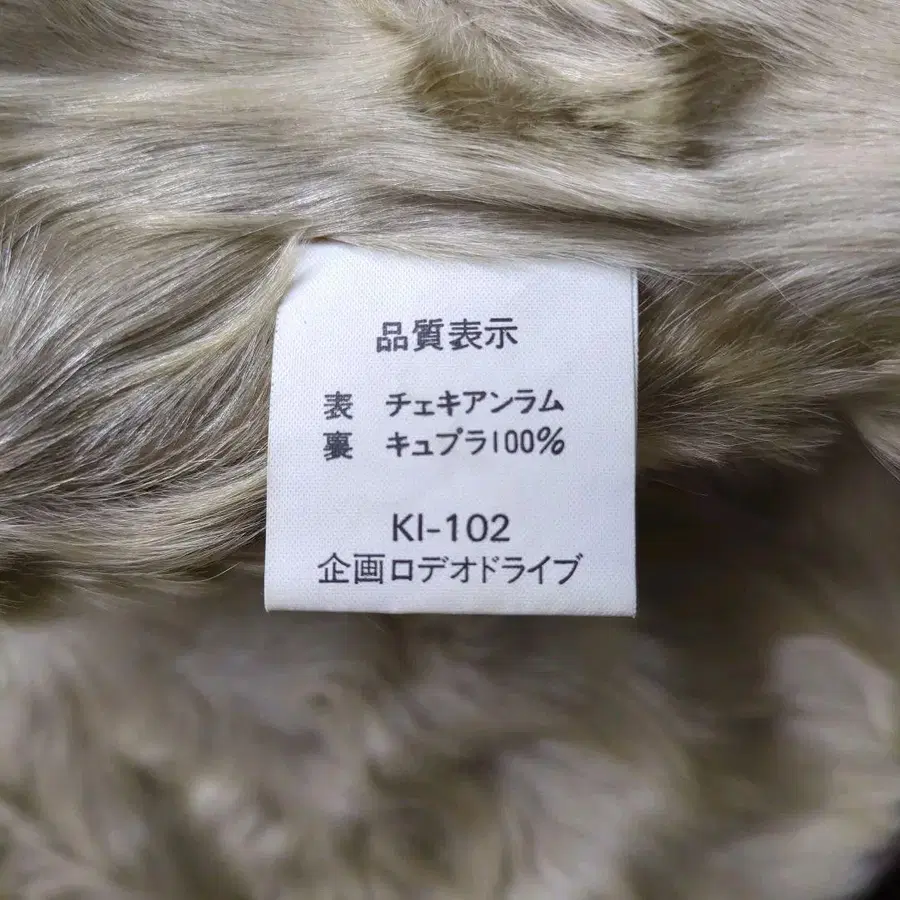 品質表示
表 チェキアンラム
裏 キュプラ100%
KI-102
企画ロデオドライブ